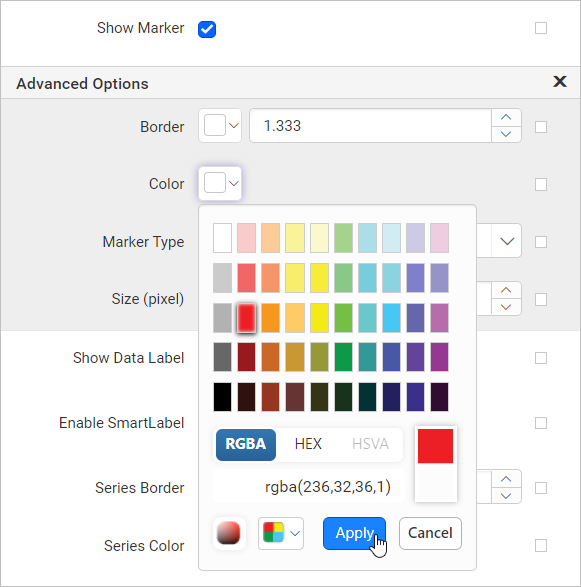 Show Marker
Advanced Options
Border
1.333
Color
Marker Type
Size (pixel)
Show Data Label
Enable SmartLabel
RGBA HEX HSVA
Series Border
rgba(236,32,36,1)
Series Color
Apply Cancel